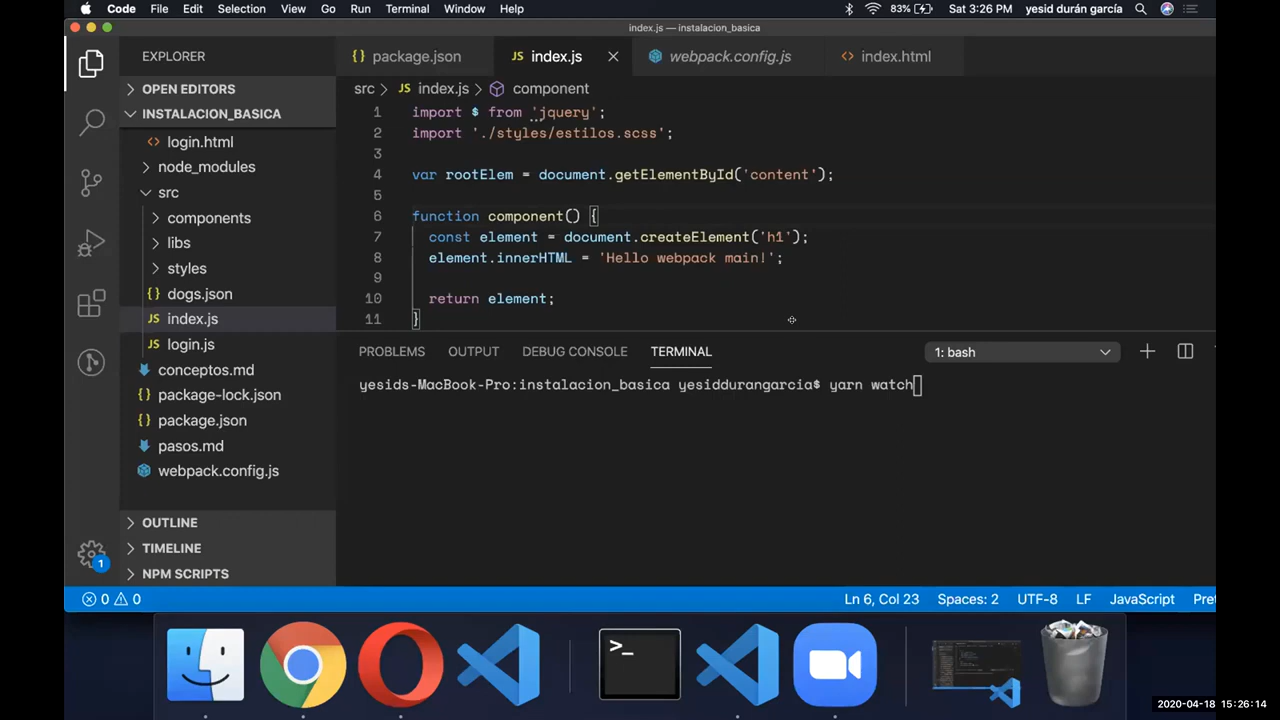 Code File Edit Selection View Go Run Terminal Window Help 83% Sat 3:26 PM yesid durán garcía
index.js — instalacion_basica
EXPLORER
OPEN EDITORS
INSTALACION_BASICA
login.html
node_modules
src
components
libs
styles
dogs.json
index.js
login.js
conceptos.md
package-lock.json
package.json
pasos.md
webpack.config.js
OUTLINE
TIMELINE
NPM SCRIPTS
package.json index.js webpack.config.js index.html
src index.js component
1 import $ from 'jquery';
2 import './styles/estilos.scss';
3
4 var rootElem = document.getElementById('content');
5
6 function component() {
7 const element = document.createElement('h1');
8 element.innerHTML = 'Hello webpack main!';
9
10 return element;
11 }
PROBLEMS OUTPUT DEBUG CONSOLE TERMINAL 1: bash
yesids-MacBook-Pro:instalacion_basica yesiddurangarcia$ yarn watch
1
0 0 Ln 6, Col 23 Spaces: 2 UTF-8 LF JavaScript Pret
2020-04-18 15:26:14